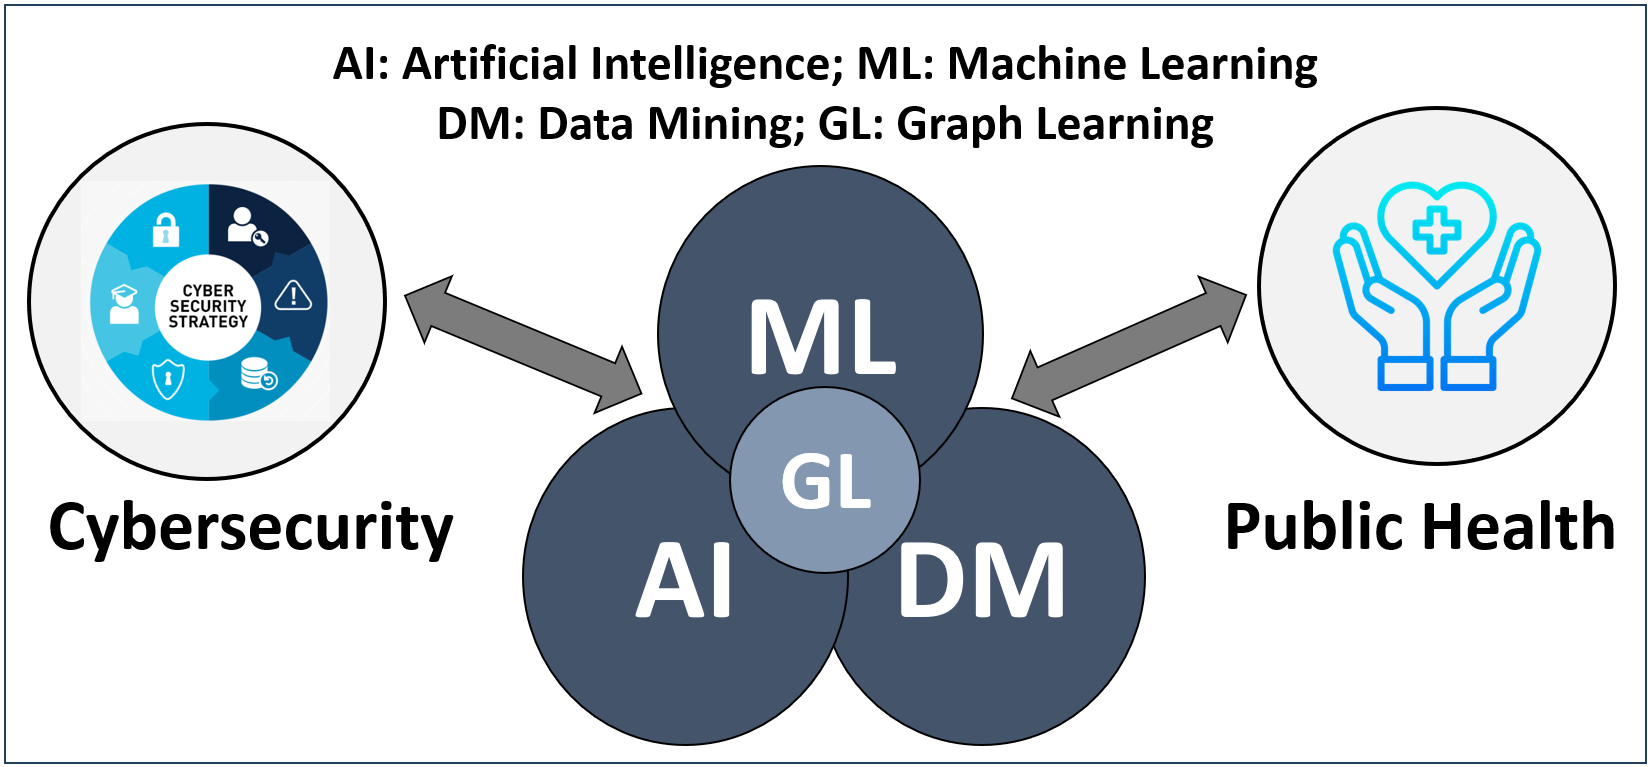 AI: Artificial Intelligence; ML: Machine Learning
DM: Data Mining; GL: Graph Learning
CYBER
SECURITY
STRATEGY
Cybersecurity
ML
GL
AI
DM
Public Health